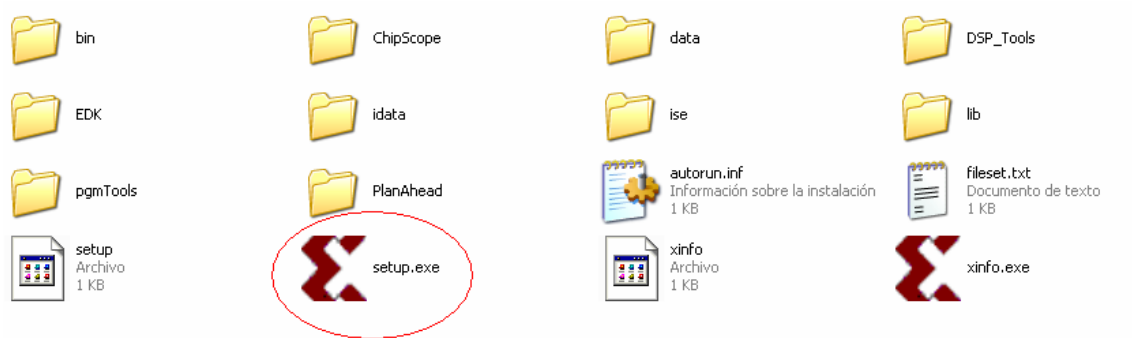 bin
ChipScope
data
DSP_Tools
EDK
idata
ise
lib
pgmTools
PlanAhead
autorun.inf
Información sobre la instalación
1 KB
fileset.txt
Documento de texto
1 KB
setup
Archivo
1 KB
setup.exe
xinfo
Archivo
1 KB
xinfo.exe